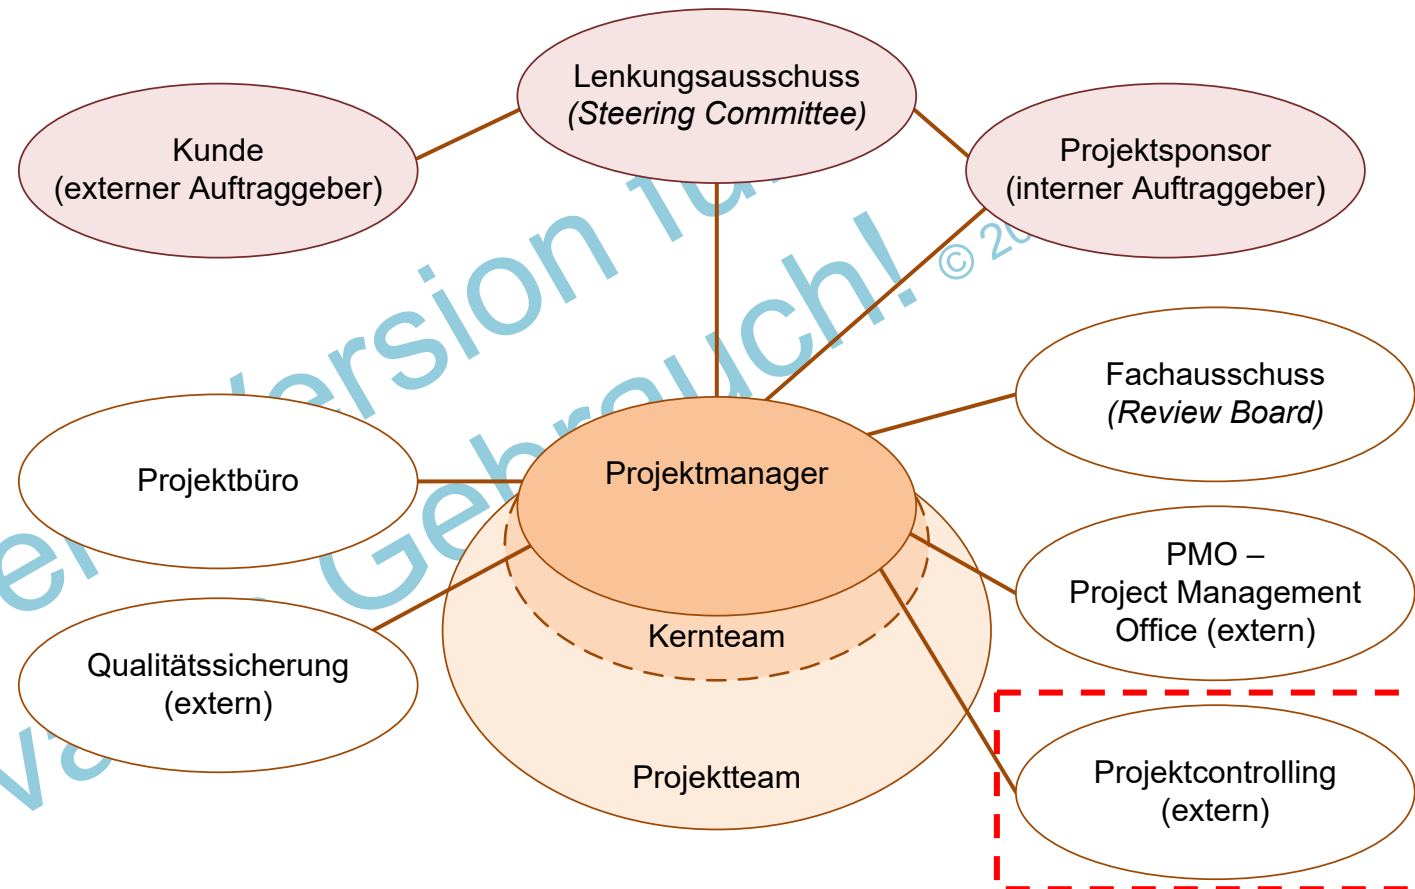 Lenkungsausschuss
(Steering Committee)
Kunde
(externer Auftraggeber)
Projektsponsor
(interner Auftraggeber)
Fachausschuss
(Review Board)
Projektmanager
Projektbüro
PMO –
Project Management
Office (extern)
Kernteam
Qualitätssicherung
(extern)
Projektteam
Projektcontrolling
(extern)
Gebrauch!
©